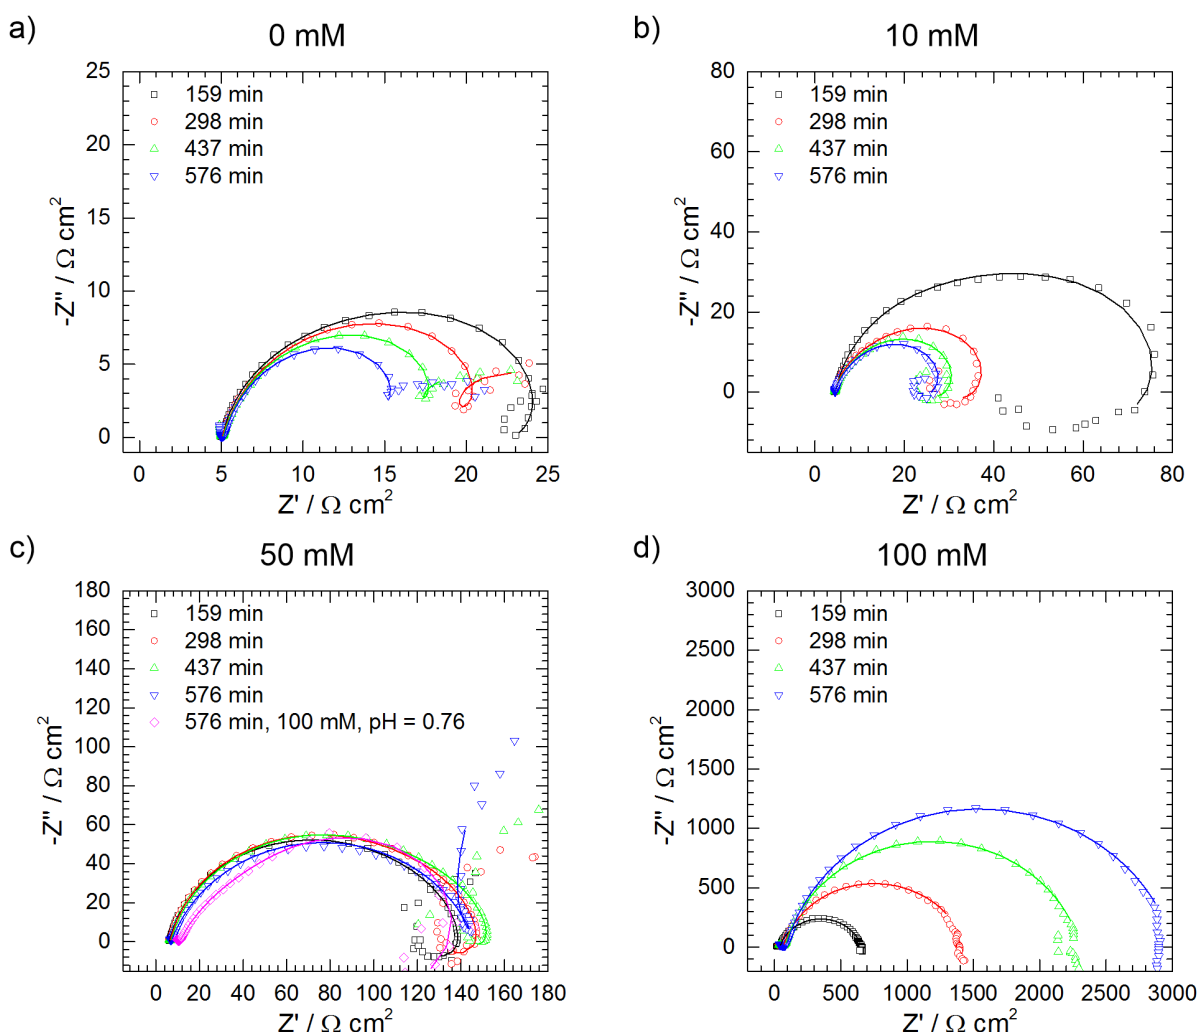 a)
0 mM
25
20
15
10
5
0
-Z" / Ω cm²
159 min
298 min
437 min
576 min
0 5 10 15 20 25
Z' / Ω cm²
b)
10 mM
80
60
40
20
0
-Z" / Ω cm²
159 min
298 min
437 min
576 min
0 20 40 60 80
Z' / Ω cm²
c)
50 mM
180
160
140
120
100
80
60
40
20
0
-Z" / Ω cm²
159 min
298 min
437 min
576 min
576 min, 100 mM, pH = 0.76
0 20 40 60 80 100 120 140 160 180
Z' / Ω cm²
d)
100 mM
3000
2500
2000
1500
1000
500
0
-Z" / Ω cm²
159 min
298 min
437 min
576 min
0 500 1000 1500 2000 2500 3000
Z' / Ω cm²